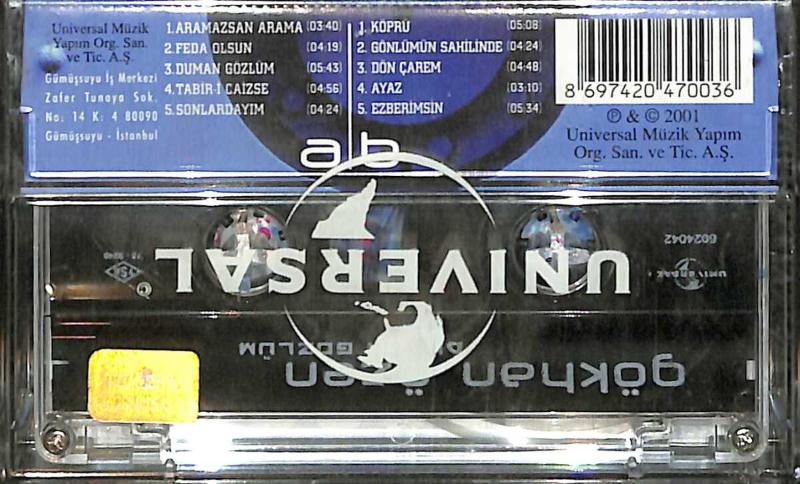 Universal Müzik
Yapım Org. San.
ve Tic. A.Ş.
Gümüşsuyu İş Merkezi
Zafer Tunaya Sok.
No: 14 K: 4 80090
Gümüşsuyu - İstanbul
1.ARAMAZSAN ARAMA (03:40)
2.FEDA OLSUN (04:19)
3.DUMAN GÖZLÜM (05:43)
4.TABİR-İ CAİZSE (04:56)
5.SONLARDAYIM (04:24)
1. KÖPRÜ (05:08
2. GÖNLÜMÜN SAHİLİNDE (04:24)
3. DÖN ÇAREM (04:48)
4. AYAZ (03:10)
5. EZBERİMSİN (05:34)
a b
8 697420 470036
℗ & © 2001
Universal Müzik Yapım
Org. San. ve Tic. A.Ş.
UNIVERSAL
6024042
UNIVERSAL
TSE
GÖZLÜM
gökhan özen